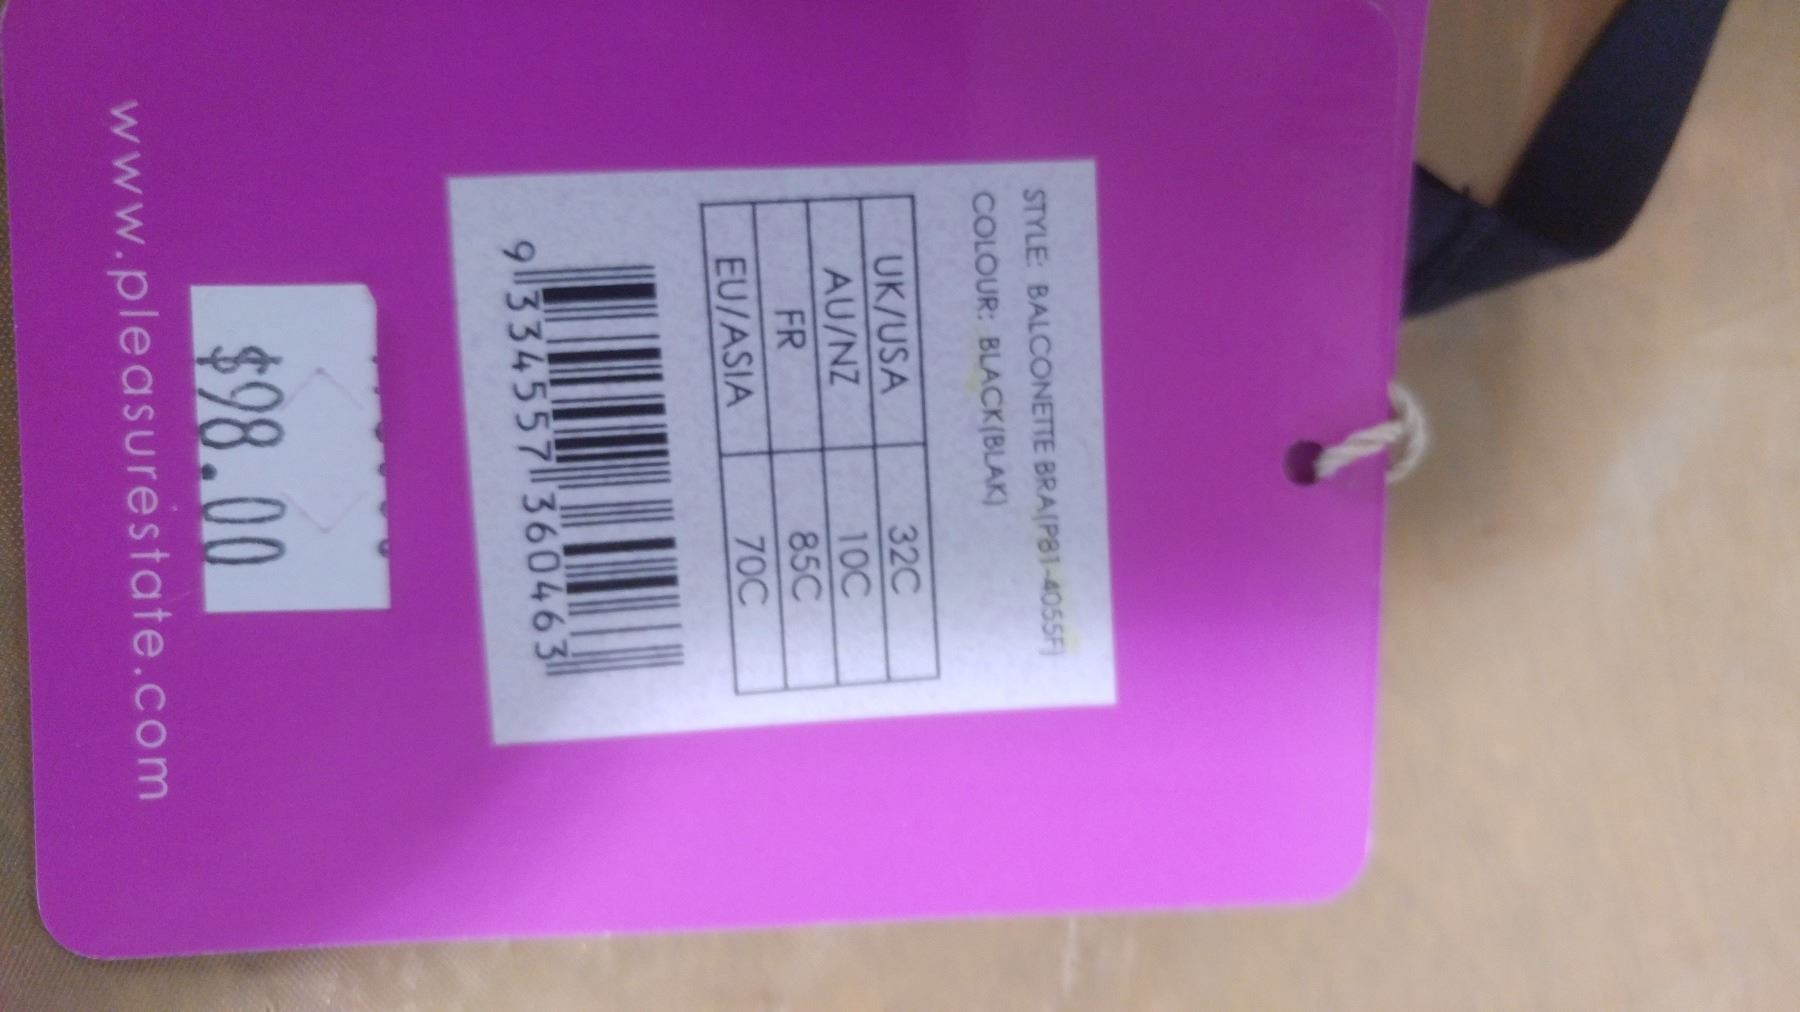 STYLE: BALCONETTE BRA(P81-4055F)
COLOUR: BLACK(BLAK)
UK/USA 32C
AU/NZ 10C
FR 85C
EU/ASIA 70C
9 334557 360463
$98.00
www.pleasurestate.com